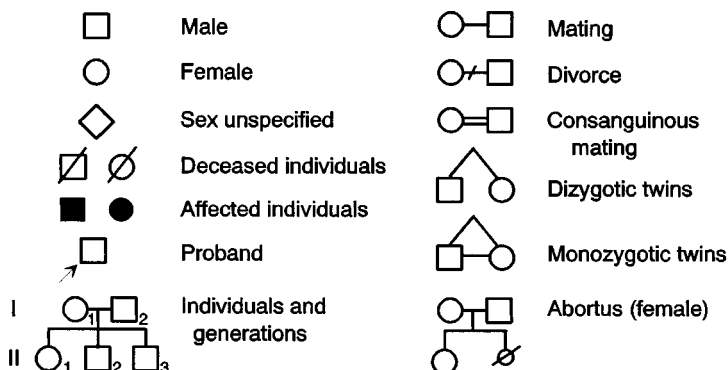 Male
Female
Sex unspecified
Deceased individuals
Affected individuals
Proband
I
1
2
Individuals and
generations
II
1
2
3
Mating
Divorce
Consanguinous
mating
Dizygotic twins
Monozygotic twins
Abortus (female)